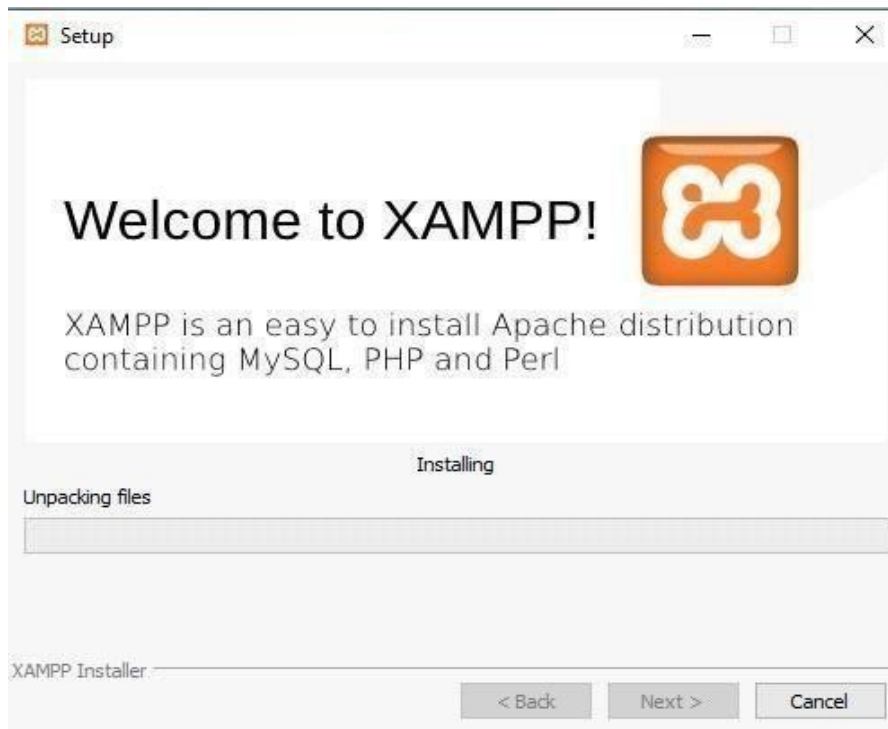 Setup
Welcome to XAMPP!
XAMPP is an easy to install Apache distribution
containing MySQL, PHP and Perl
Installing
Unpacking files
XAMPP Installer
< Back
Next >
Cancel